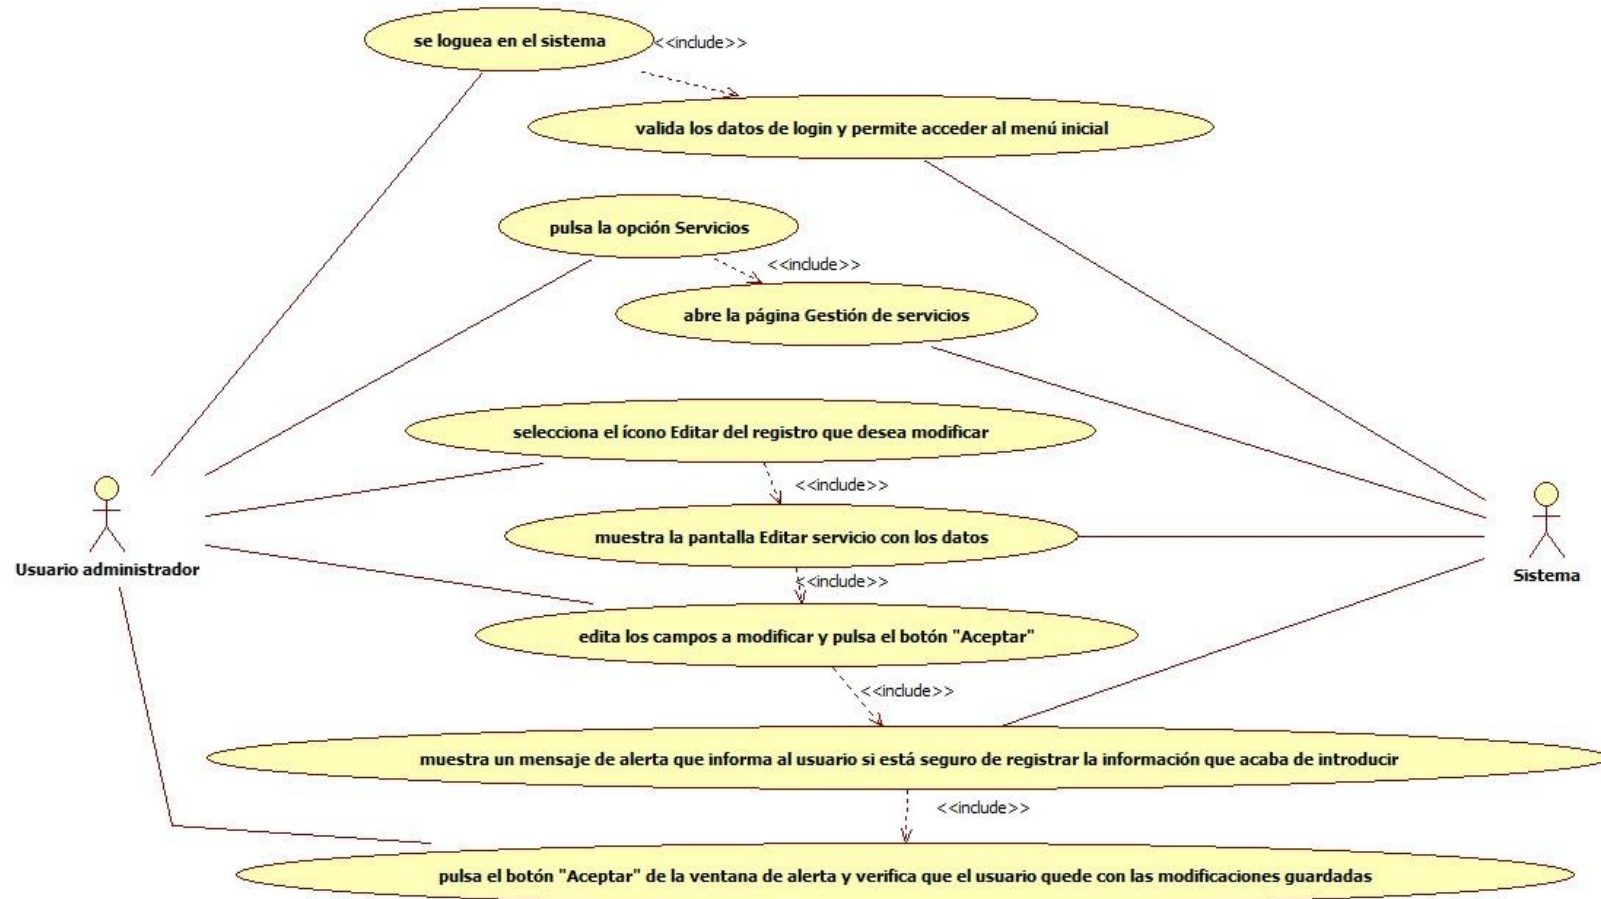 se loguea en el sistema
<<include>>
valida los datos de login y permite acceder al menú inicial
pulsa la opción Servicios
<<include>>
abre la página Gestión de servicios
selecciona el ícono Editar del registro que desea modificar
<<include>>
muestra la pantalla Editar servicio con los datos
Usuario administrador
Sistema
<<include>>
edita los campos a modificar y pulsa el botón "Aceptar"
<<include>>
muestra un mensaje de alerta que informa al usuario si está seguro de registrar la información que acaba de introducir
<<include>>
pulsa el botón "Aceptar" de la ventana de alerta y verifica que el usuario quede con las modificaciones guardadas